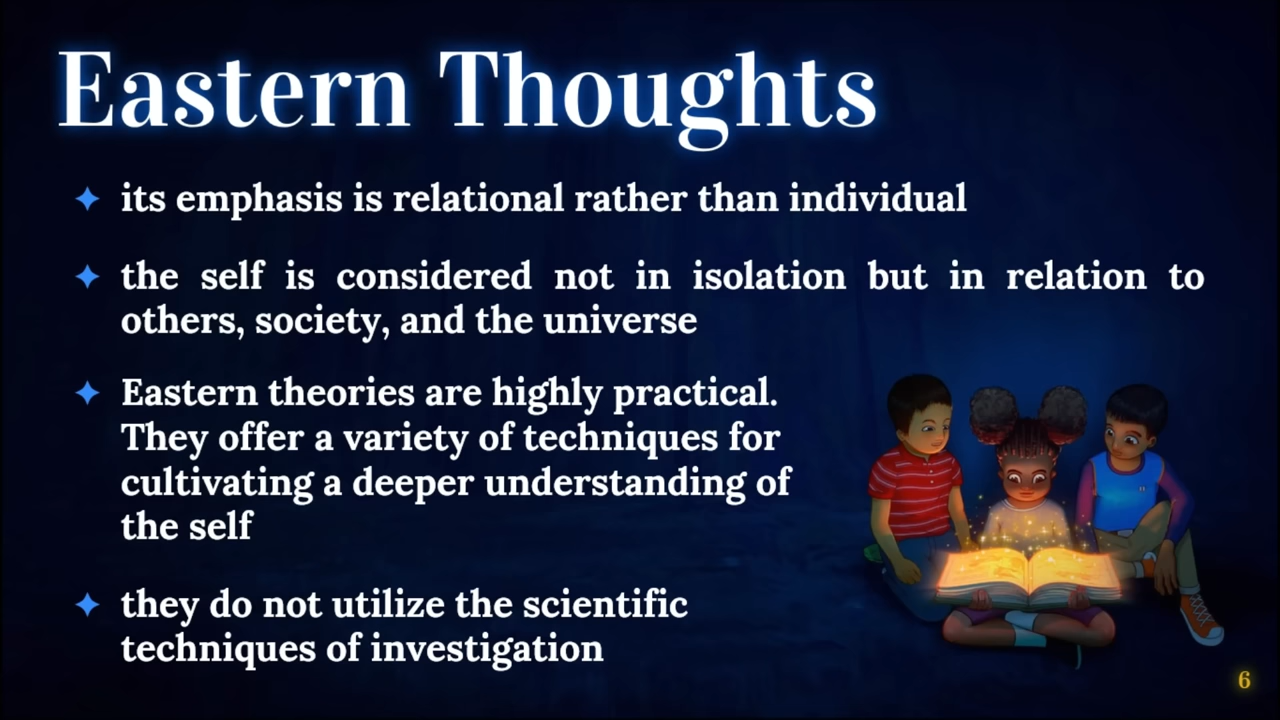 Eastern Thoughts
its emphasis is relational rather than individual
the self is considered not in isolation but in relation to
others, society, and the universe
Eastern theories are highly practical.
They offer a variety of techniques for
cultivating a deeper understanding of
the self
they do not utilize the scientific
techniques of investigation
6